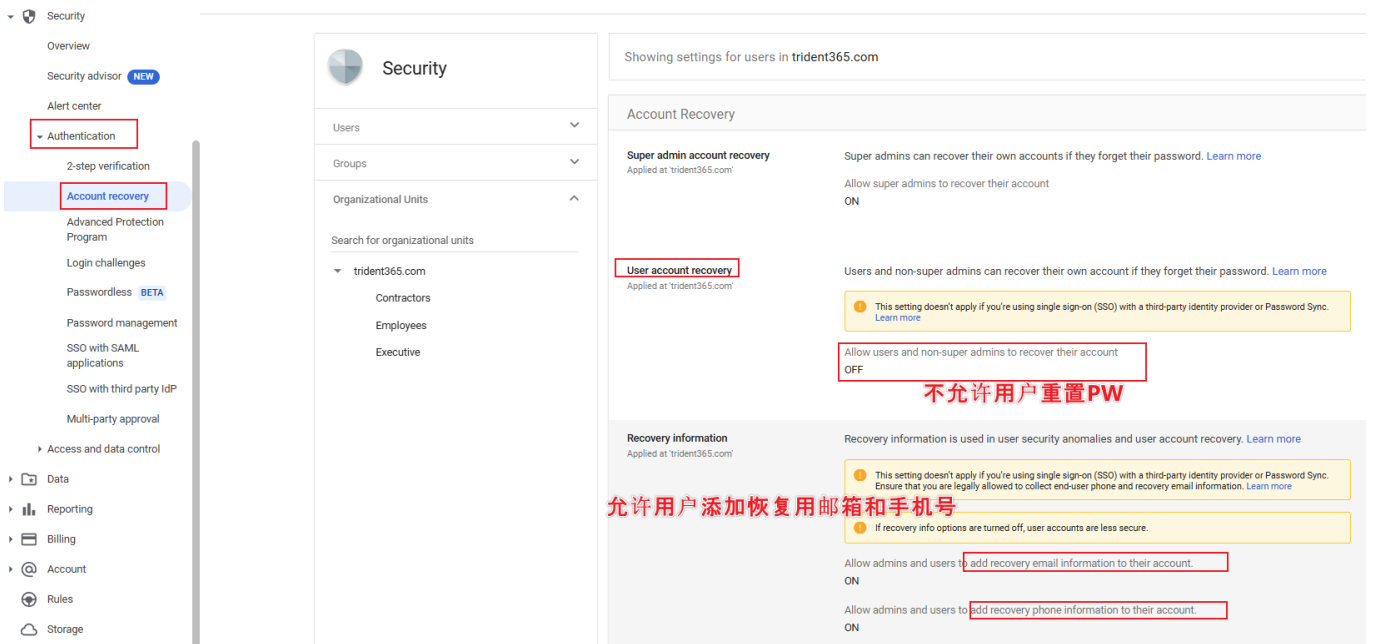 Security
Overview
Security advisor NEW
Alert center
Authentication
2-step verification
Account recovery
Advanced Protection
Program
Login challenges
Passwordless BETA
Password management
SSO with SAML
applications
SSO with third party IdP
Multi-party approval
Access and data control
Data
Reporting
Billing
Account
Rules
Storage
Security
Users
Groups
Organizational Units
Search for organizational units
trident365.com
Contractors
Employees
Executive
Showing settings for users in trident365.com
Account Recovery
Super admin account recovery
Applied at 'trident365.com'
Super admins can recover their own accounts if they forget their password. Learn more
Allow super admins to recover their account
ON
User account recovery
Applied at 'trident365.com'
Users and non-super admins can recover their own account if they forget their password. Learn more
This setting doesn't apply if you're using single sign-on (SSO) with a third-party identity provider or Password Sync.
Learn more
Allow users and non-super admins to recover their account
OFF
不允许用户重置PW
Recovery information
Applied at 'trident365.com'
Recovery information is used in user security anomalies and user account recovery. Learn more
This setting doesn't apply if you're using single sign-on (SSO) with a third-party identity provider or Password Sync.
Ensure that you are legally allowed to collect end-user phone and recovery email information. Learn more
允许用户添加恢复用邮箱和手机号
If recovery info options are turned off, user accounts are less secure.
Allow admins and users to add recovery email information to their account.
ON
Allow admins and users to add recovery phone information to their account.
ON